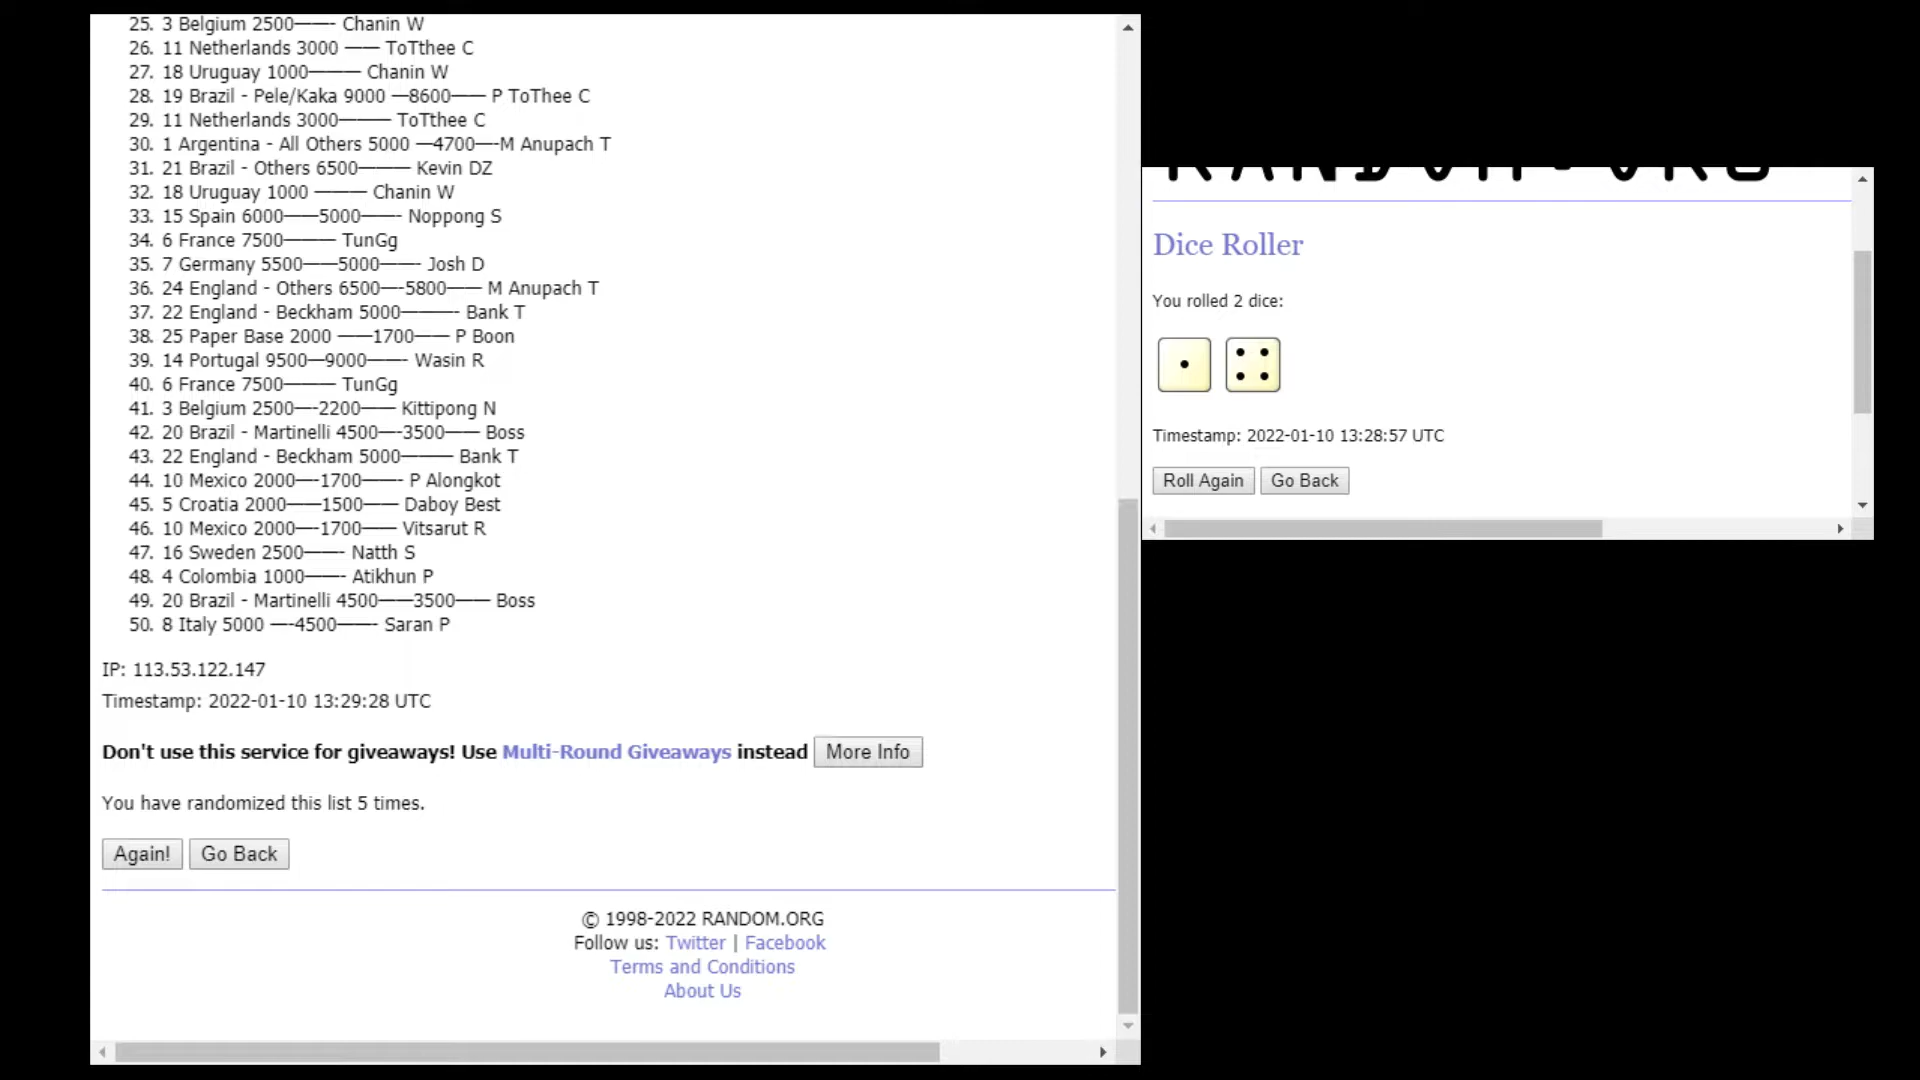 25. 3 Belgium 2500——- Chanin W
26. 11 Netherlands 3000 —— ToTthee C
27. 18 Uruguay 1000——— Chanin W
28. 19 Brazil - Pele/Kaka 9000 —8600—— P ToThee C
29. 11 Netherlands 3000——— ToTthee C
30. 1 Argentina - All Others 5000 —4700—-M Anupach T
31. 21 Brazil - Others 6500——— Kevin DZ
32. 18 Uruguay 1000 ——— Chanin W
33. 15 Spain 6000——5000——- Noppong S
34. 6 France 7500——— TunGg
35. 7 Germany 5500——5000——- Josh D
36. 24 England - Others 6500—-5800—— M Anupach T
37. 22 England - Beckham 5000———- Bank T
38. 25 Paper Base 2000 ——1700—— P Boon
39. 14 Portugal 9500—9000——- Wasin R
40. 6 France 7500——— TunGg
41. 3 Belgium 2500—-2200—— Kittipong N
42. 20 Brazil - Martinelli 4500—-3500—— Boss
43. 22 England - Beckham 5000——— Bank T
44. 10 Mexico 2000—-1700——- P Alongkot
45. 5 Croatia 2000——1500—— Daboy Best
46. 10 Mexico 2000—-1700—— Vitsarut R
47. 16 Sweden 2500——- Natth S
48. 4 Colombia 1000——- Atikhun P
49. 20 Brazil - Martinelli 4500——3500—— Boss
50. 8 Italy 5000 —-4500——- Saran P
IP: 113.53.122.147
Timestamp: 2022-01-10 13:29:28 UTC
Don't use this service for giveaways! Use Multi-Round Giveaways instead More Info
You have randomized this list 5 times.
Again! Go Back
© 1998-2022 RANDOM.ORG
Follow us: Twitter | Facebook
Terms and Conditions
About Us
RANDOM.ORG
Dice Roller
You rolled 2 dice:
Timestamp: 2022-01-10 13:28:57 UTC
Roll Again Go Back